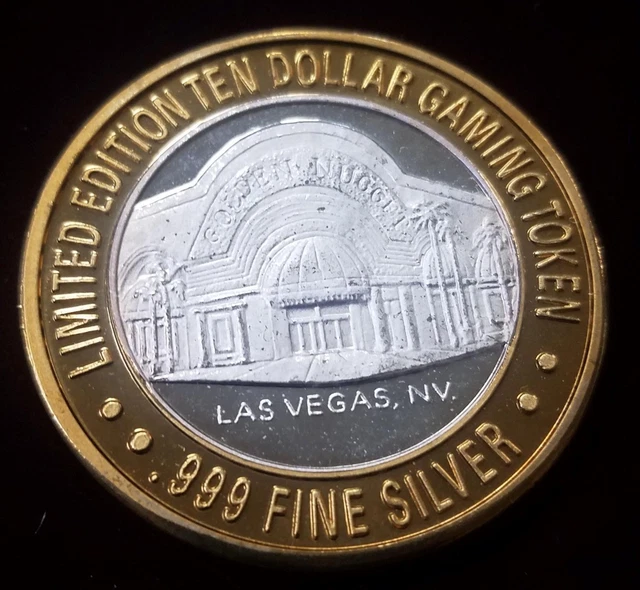 LIMITED EDITION TEN DOLLAR GAMING TOKEN
GOLDEN NUGGET
LAS VEGAS, NV.
.999 FINE SILVER